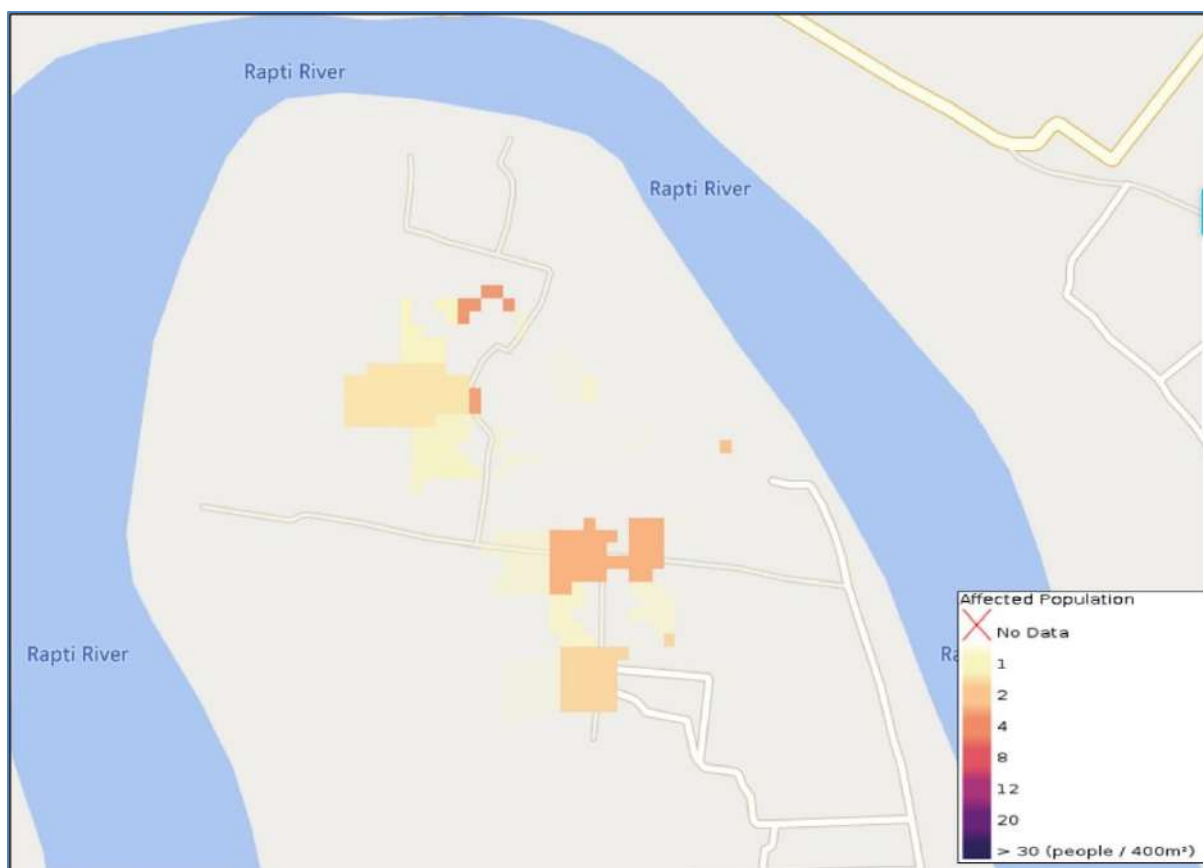 Rapti River
Rapti River
Rapti River
Affected Population
No Data
1
2
4
8
12
20
> 30 (people / 400m²)